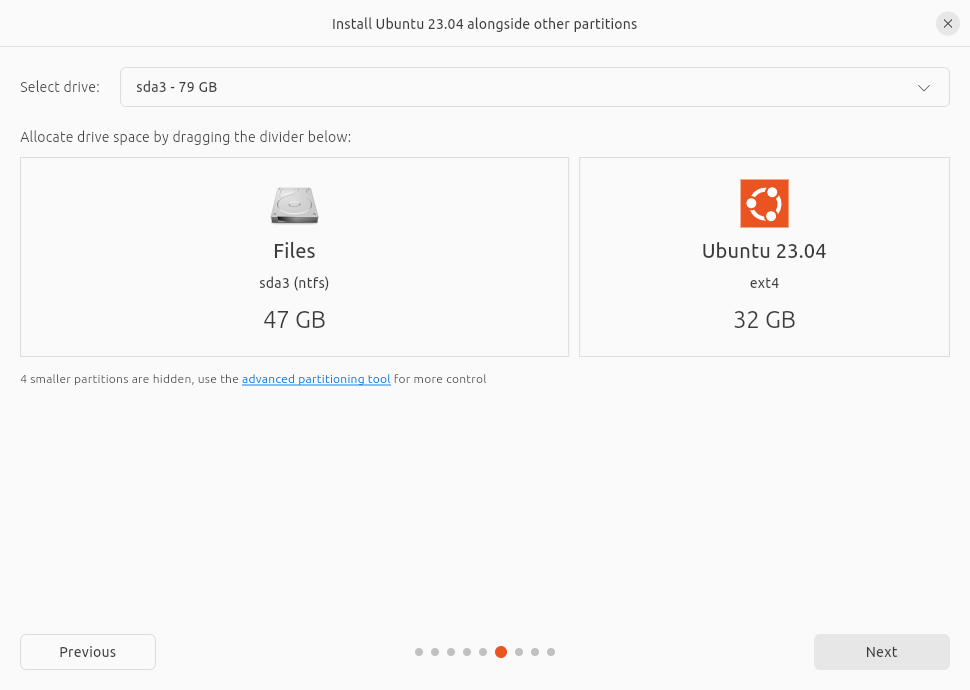 Install Ubuntu 23.04 alongside other partitions
Select drive:
sda3 - 79 GB
Allocate drive space by dragging the divider below:
Files
sda3 (ntfs)
47 GB
Ubuntu 23.04
ext4
32 GB
4 smaller partitions are hidden, use the advanced partitioning tool for more control
Previous
Next